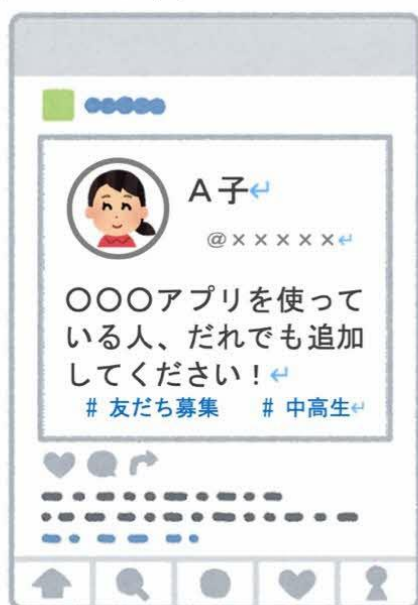 A子↵
@×××××↵
〇〇〇アプリを使って
いる人、だれでも追加
してください！↵
# 友だち募集 # 中高生↵